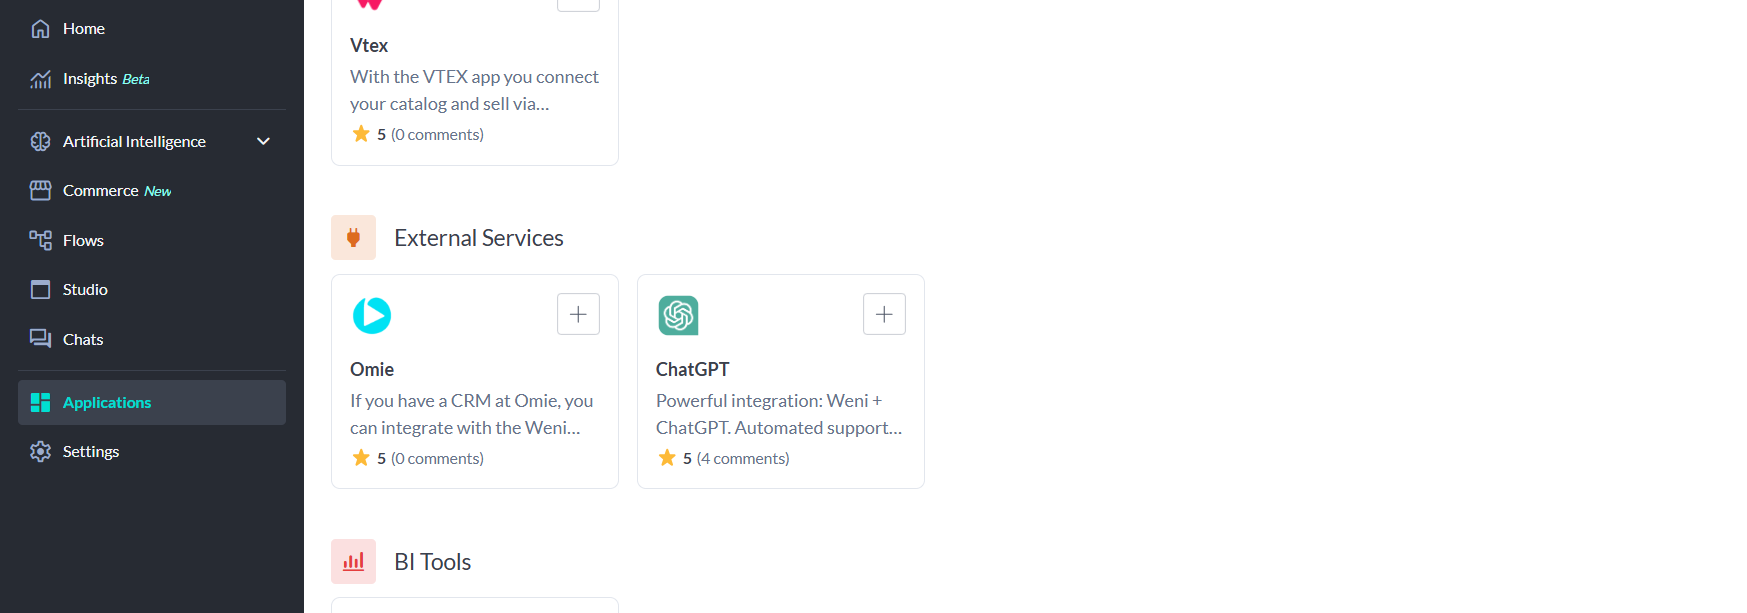 Home
Insights Beta
Artificial Intelligence
Commerce New
Flows
Studio
Chats
Applications
Settings
Vtex
With the VTEX app you connect
your catalog and sell via...
5 (0 comments)
External Services
Omie
If you have a CRM at Omie, you
can integrate with the Weni...
5 (0 comments)
ChatGPT
Powerful integration: Weni +
ChatGPT. Automated support...
5 (4 comments)
BI Tools